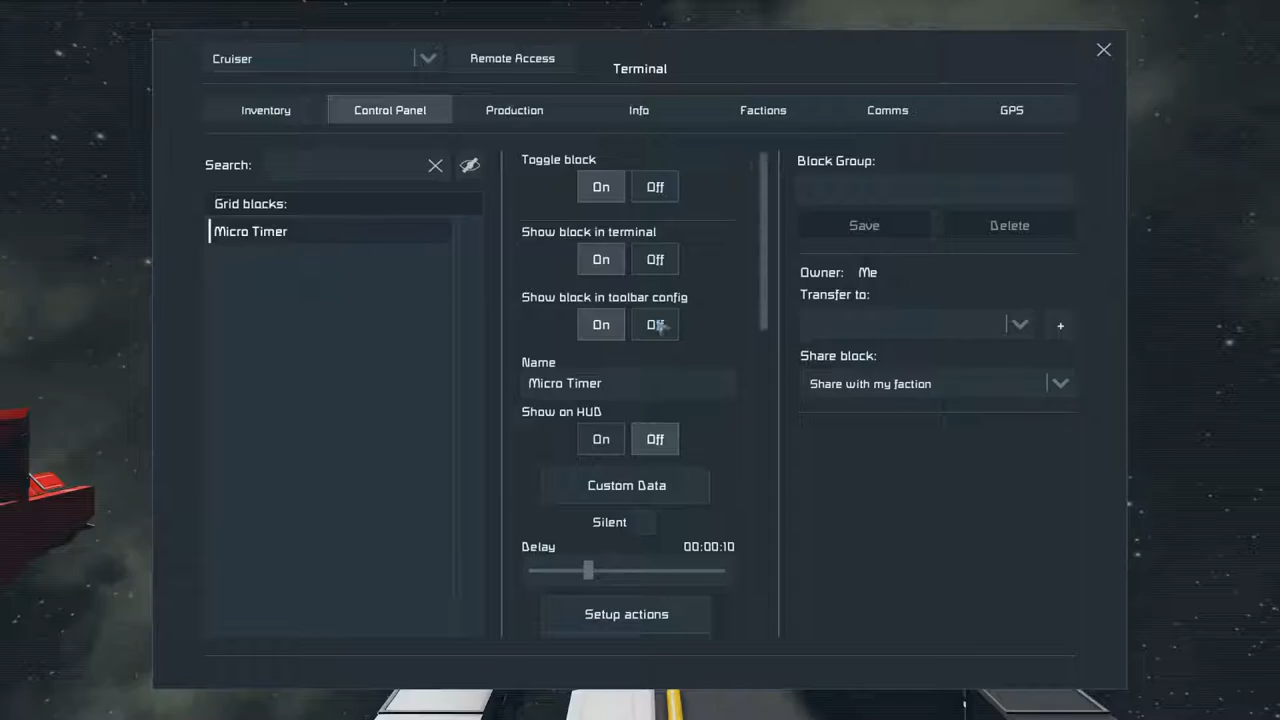 Cruiser
Remote Access
Terminal
Inventory
Control Panel
Production
Info
Factions
Comms
GPS
Search:
Grid blocks:
Micro Timer
Toggle block
On Off
Show block in terminal
On Off
Show block in toolbar config
On Off
Name
Micro Timer
Show on HUD
On Off
Custom Data
Silent
Delay 00:00:10
Setup actions
Block Group:
Save Delete
Owner: Me
Transfer to:
+
Share block:
Share with my faction